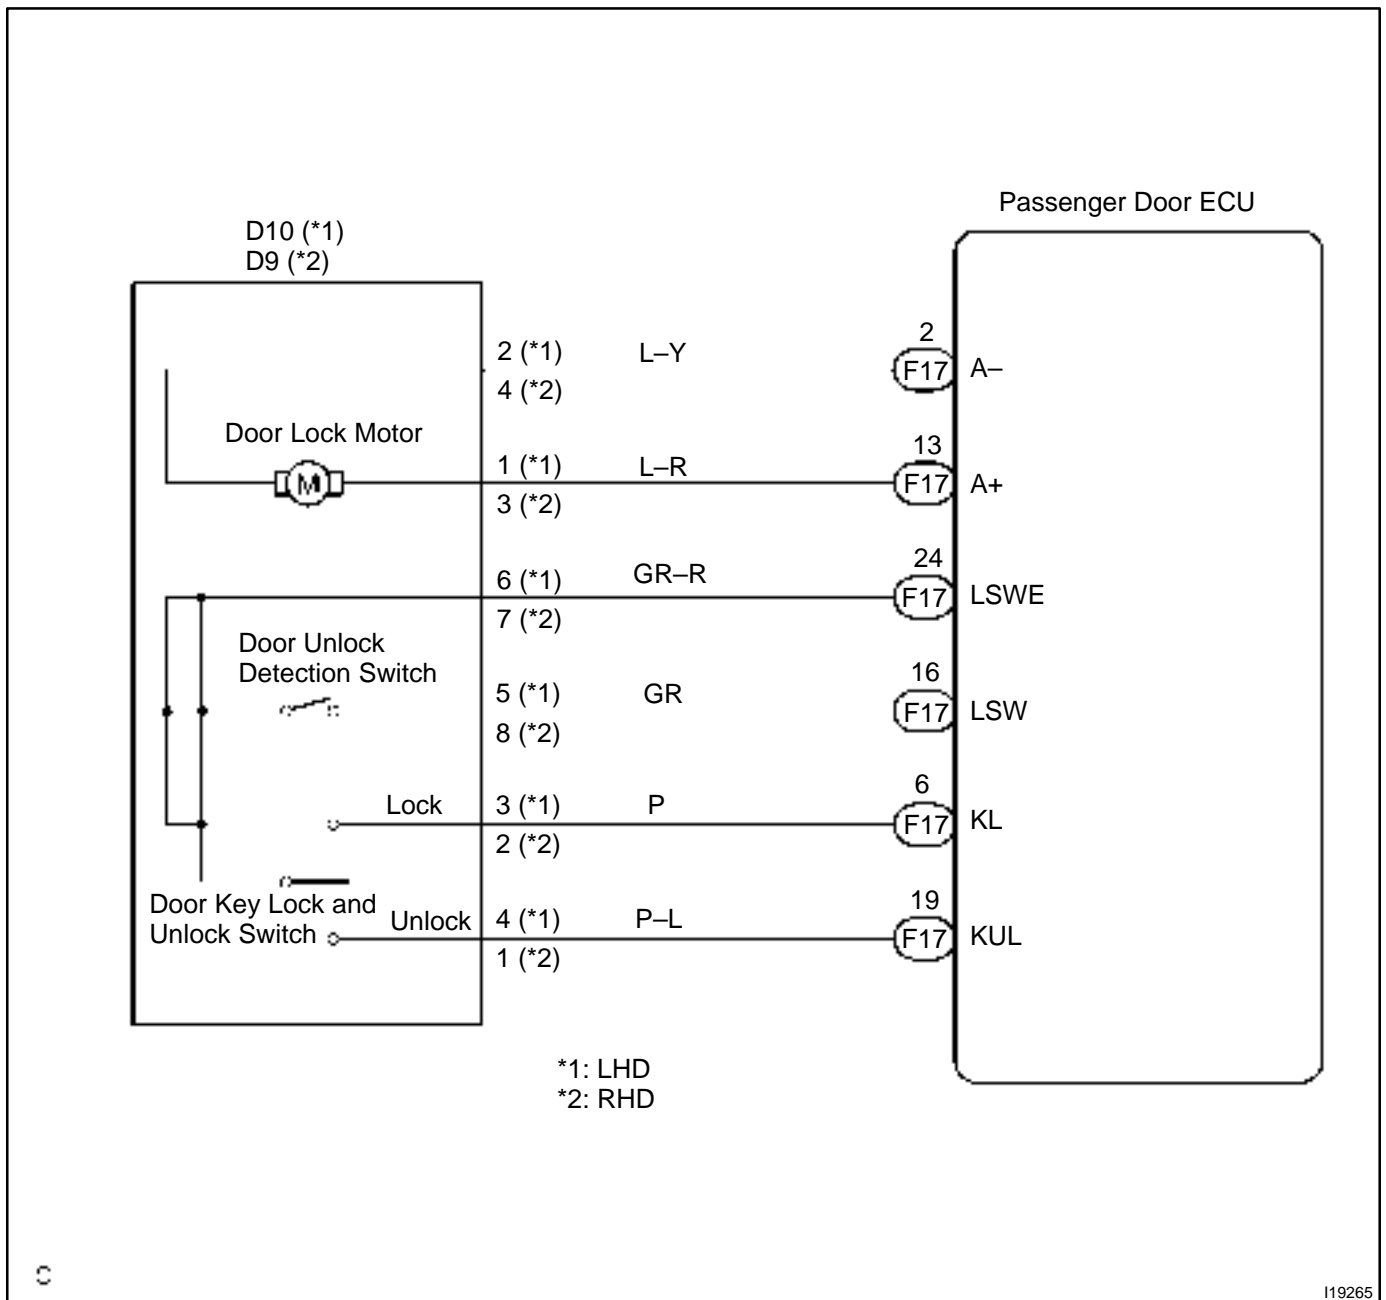 Passenger Door ECU
D10 (*1)
D9 (*2)
2 (*1)
L–Y
2
F17
A–
4 (*2)
Door Lock Motor
M
1 (*1)
L–R
13
F17
A+
3 (*2)
6 (*1)
GR–R
24
F17
LSWE
7 (*2)
Door Unlock
Detection Switch
5 (*1)
GR
16
F17
LSW
8 (*2)
Lock
3 (*1)
P
6
F17
KL
2 (*2)
Door Key Lock and
Unlock Switch
Unlock
4 (*1)
P–L
19
F17
KUL
1 (*2)
*1: LHD
*2: RHD
I19265